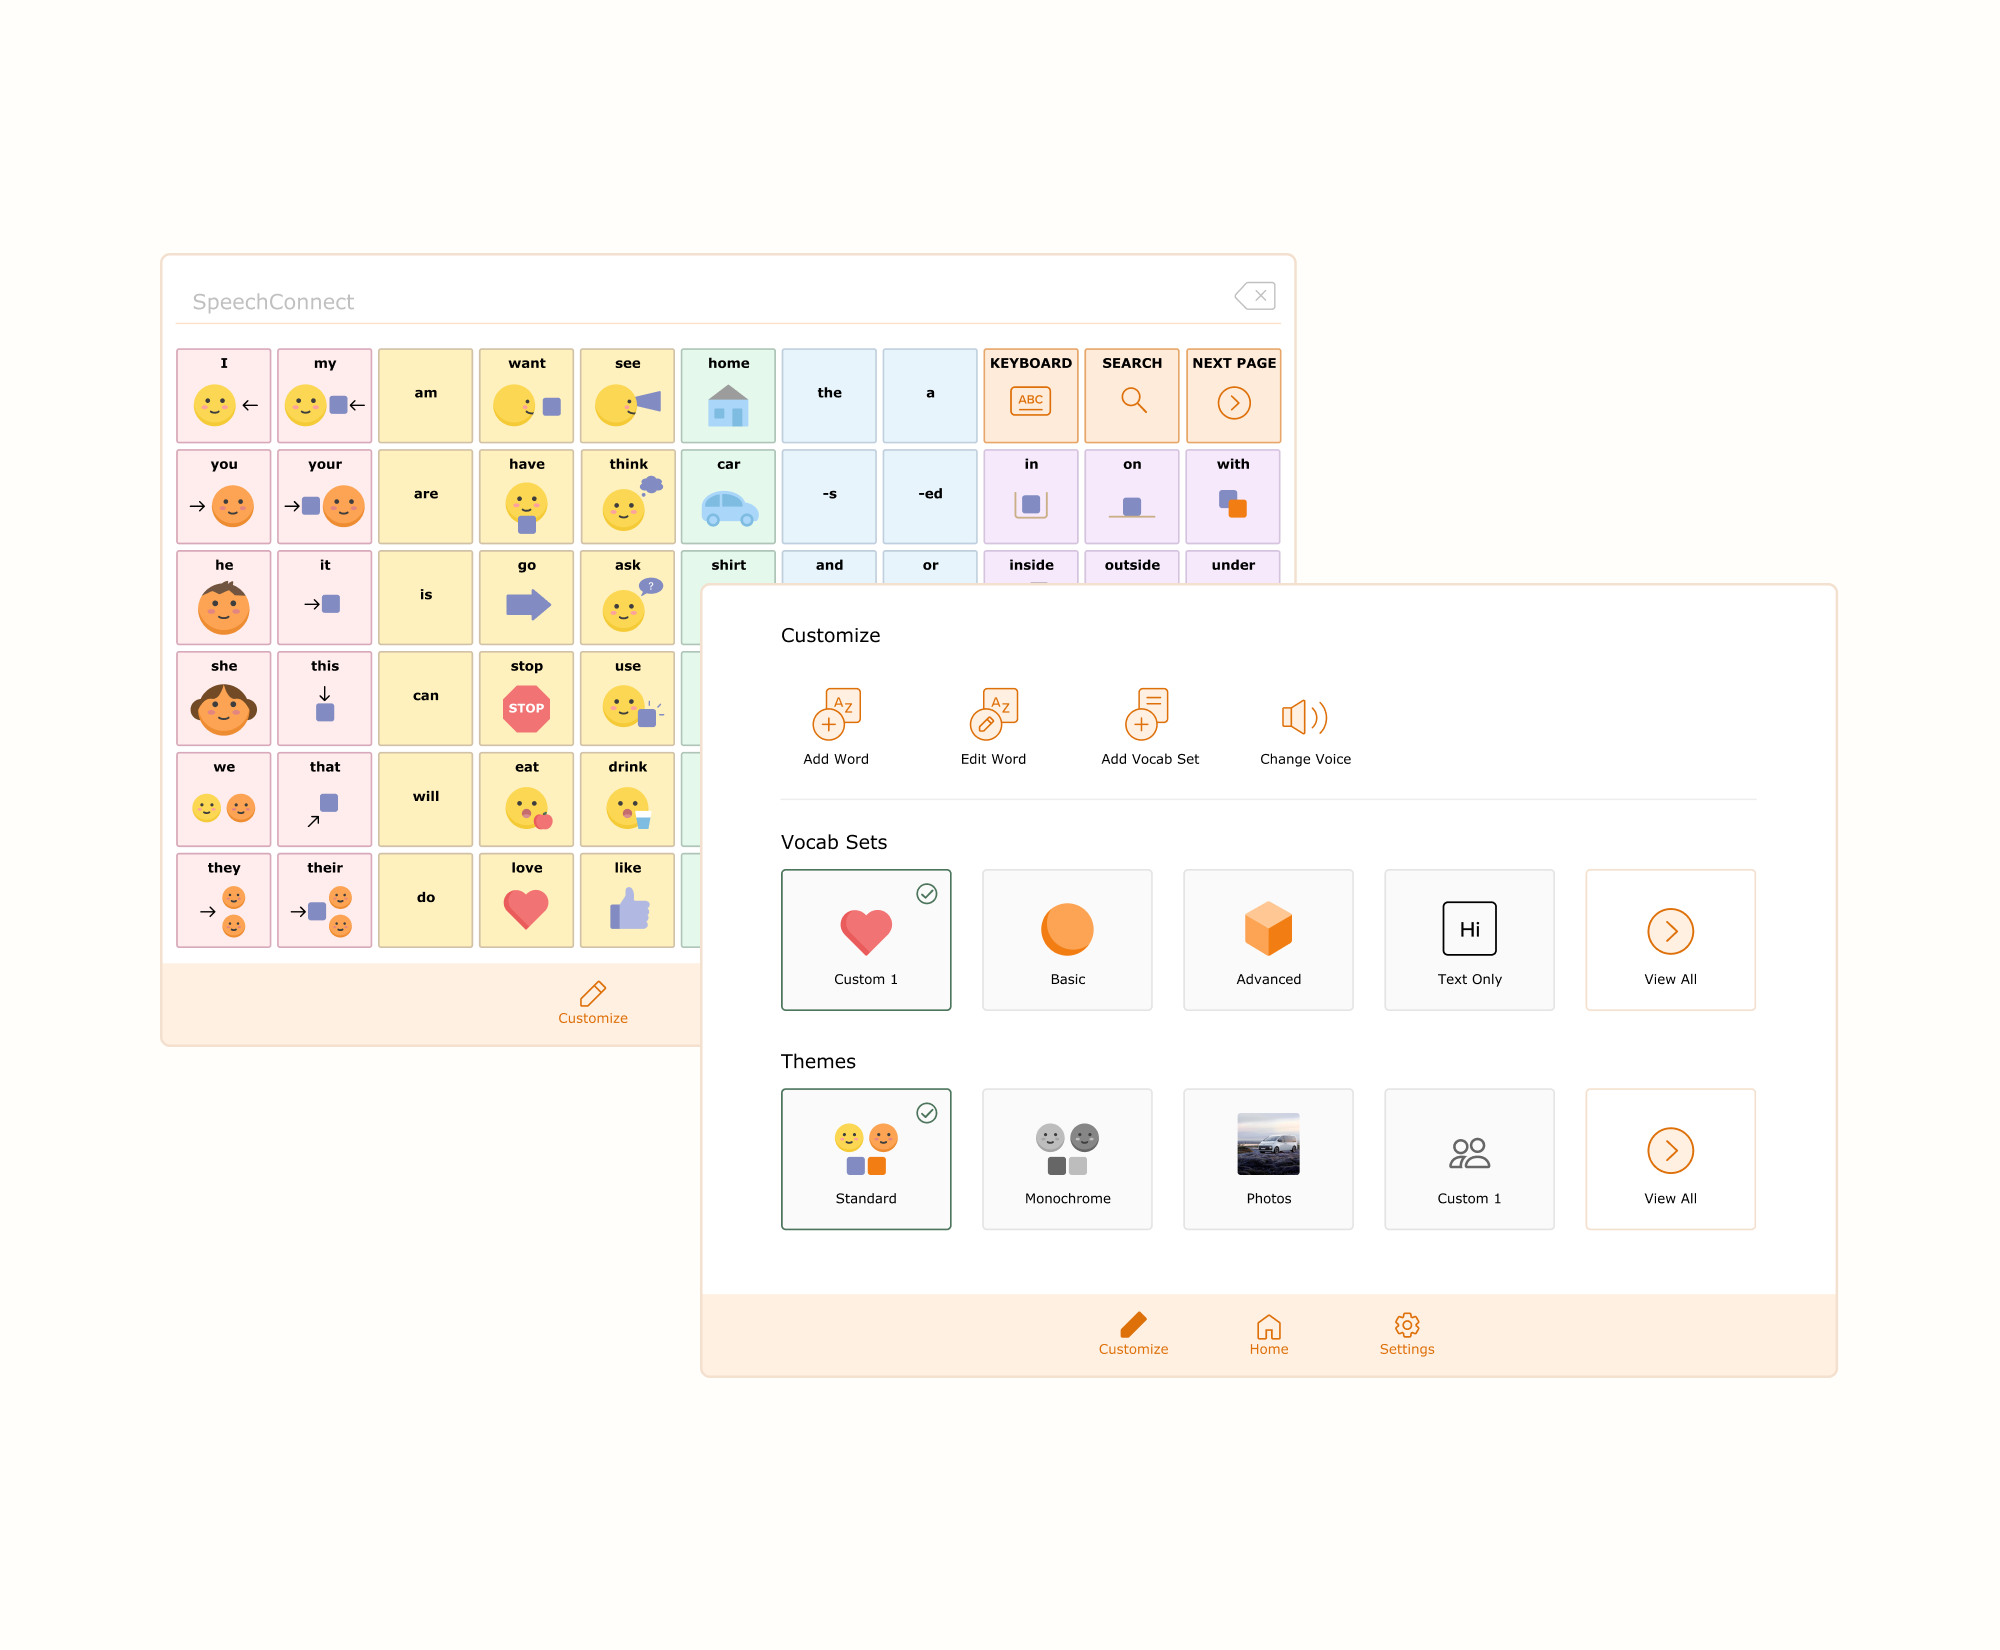 SpeechConnect
I my am want see home the a KEYBOARD SEARCH NEXT PAGE
ABC
you your are have think car -s -ed in on with
he it is go ask shirt and or inside outside under
?
she this can stop use
STOP
we that will eat drink
they their do love like
Customize
Customize
AZ AZ
Add Word Edit Word Add Vocab Set Change Voice
Vocab Sets
Hi
Custom 1 Basic Advanced Text Only View All
Themes
Standard Monochrome Photos Custom 1 View All
Customize Home Settings